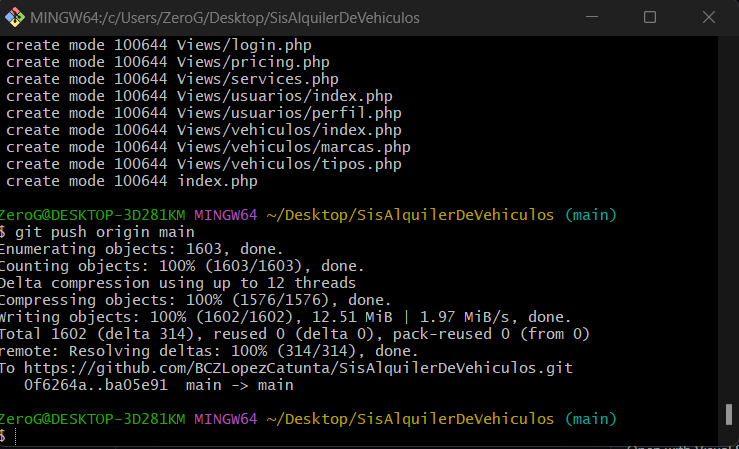 MINGW64:/c/Users/ZeroG/Desktop/SisAlquilerDeVehiculos
create mode 100644 Views/login.php
create mode 100644 Views/pricing.php
create mode 100644 Views/services.php
create mode 100644 Views/usuarios/index.php
create mode 100644 Views/usuarios/perfil.php
create mode 100644 Views/vehiculos/index.php
create mode 100644 Views/vehiculos/marcas.php
create mode 100644 Views/vehiculos/tipos.php
create mode 100644 index.php
ZeroG@DESKTOP-3D281KM MINGW64 ~/Desktop/SisAlquilerDeVehiculos (main)
$ git push origin main
Enumerating objects: 1603, done.
Counting objects: 100% (1603/1603), done.
Delta compression using up to 12 threads
Compressing objects: 100% (1576/1576), done.
Writing objects: 100% (1602/1602), 12.51 MiB | 1.97 MiB/s, done.
Total 1602 (delta 314), reused 0 (delta 0), pack-reused 0 (from 0)
remote: Resolving deltas: 100% (314/314), done.
To https://github.com/BCZLopezCatunta/SisAlquilerDeVehiculos.git
0f6264a..ba05e91 main -> main
ZeroG@DESKTOP-3D281KM MINGW64 ~/Desktop/SisAlquilerDeVehiculos (main)
$